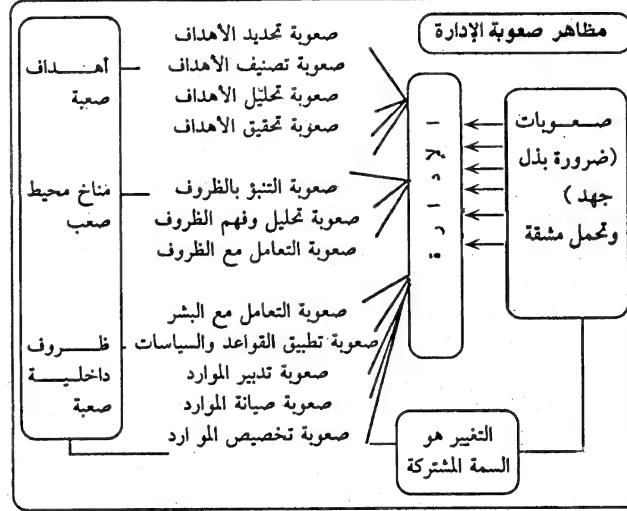 مظاهر صعوبة الإدارة
صعوبات
(ضرورة بذل
جهد)
وتحمل مشقة
الإدارة
صعوبة تحديد الأهداف
صعوبة تصنيف الأهداف
صعوبة تحليل الأهداف
صعوبة تحقيق الأهداف
صعوبة التنبؤ بالظروف
صعوبة تحليل وفهم الظروف
صعوبة التعامل مع الظروف
صعوبة التعامل مع البشر
صعوبة تطبيق القواعد والسياسات
صعوبة تدبير الموارد
صعوبة صيانة الموارد
صعوبة تخصيص الموارد
أهداف
صعبة
مناخ محيط
صعب
ظروف
داخلية
صعبة
التغيير هو
السمة المشتركة